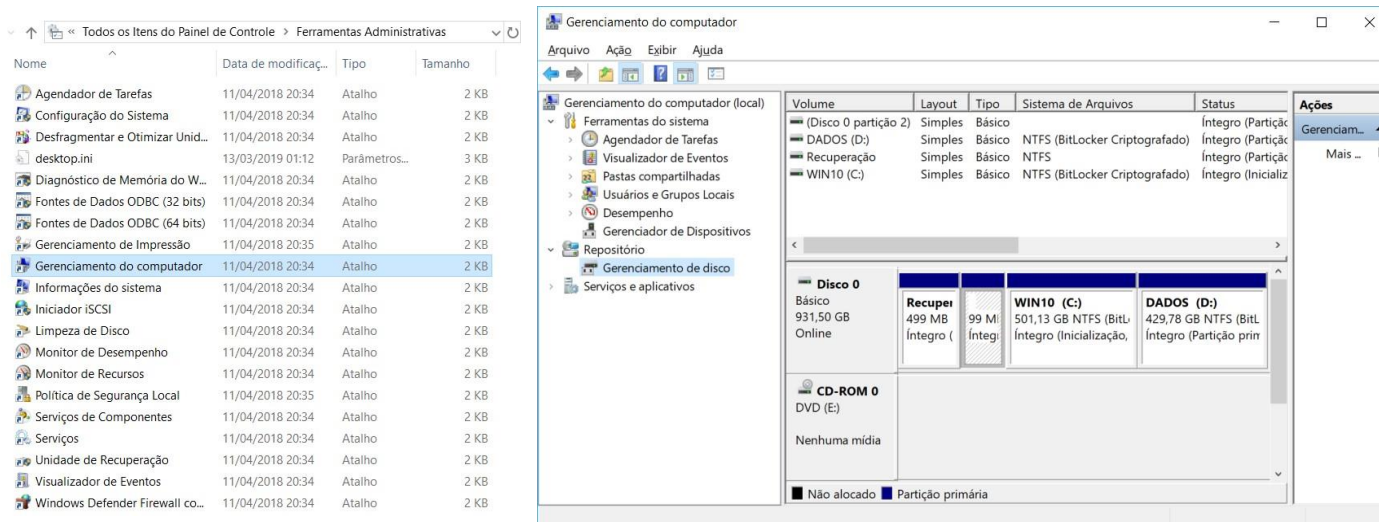 « Todos os Itens do Painel de Controle > Ferramentas Administrativas
Nome Data de modificaç... Tipo Tamanho
Agendador de Tarefas 11/04/2018 20:34 Atalho 2 KB
Configuração do Sistema 11/04/2018 20:34 Atalho 2 KB
Desfragmentar e Otimizar Unid... 11/04/2018 20:34 Atalho 2 KB
desktop.ini 13/03/2019 01:12 Parâmetros... 3 KB
Diagnóstico de Memória do W... 11/04/2018 20:34 Atalho 2 KB
Fontes de Dados ODBC (32 bits) 11/04/2018 20:34 Atalho 2 KB
Fontes de Dados ODBC (64 bits) 11/04/2018 20:34 Atalho 2 KB
Gerenciamento de Impressão 11/04/2018 20:35 Atalho 2 KB
Gerenciamento do computador 11/04/2018 20:34 Atalho 2 KB
Informações do sistema 11/04/2018 20:34 Atalho 2 KB
Iniciador iSCSI 11/04/2018 20:34 Atalho 2 KB
Limpeza de Disco 11/04/2018 20:34 Atalho 2 KB
Monitor de Desempenho 11/04/2018 20:34 Atalho 2 KB
Monitor de Recursos 11/04/2018 20:34 Atalho 2 KB
Política de Segurança Local 11/04/2018 20:35 Atalho 2 KB
Serviços de Componentes 11/04/2018 20:34 Atalho 2 KB
Serviços 11/04/2018 20:34 Atalho 2 KB
Unidade de Recuperação 11/04/2018 20:34 Atalho 2 KB
Visualizador de Eventos 11/04/2018 20:34 Atalho 2 KB
Windows Defender Firewall co... 11/04/2018 20:34 Atalho 2 KB
Gerenciamento do computador
Arquivo Ação Exibir Ajuda
Gerenciamento do computador (local)
Ferramentas do sistema
Agendador de Tarefas
Visualizador de Eventos
Pastas compartilhadas
Usuários e Grupos Locais
Desempenho
Gerenciador de Dispositivos
Repositório
Gerenciamento de disco
Serviços e aplicativos
Volume Layout Tipo Sistema de Arquivos Status
(Disco 0 partição 2) Simples Básico Íntegro (Partiçã
DADOS (D:) Simples Básico NTFS (BitLocker Criptografado) Íntegro (Partiçã
Recuperação Simples Básico NTFS Íntegro (Partiçã
WIN10 (C:) Simples Básico NTFS (BitLocker Criptografado) Íntegro (Inicializ
Disco 0
Básico
931,50 GB
Online
Recuper
499 MB
Íntegro (
99 M
Integ
WIN10 (C:)
501,13 GB NTFS (BitL
Íntegro (Inicialização,
DADOS (D:)
429,78 GB NTFS (BitL
Íntegro (Partição prim
CD-ROM 0
DVD (E:)
Nenhuma mídia
Não alocado Partição primária
Ações
Gerenciam...
Mais ...